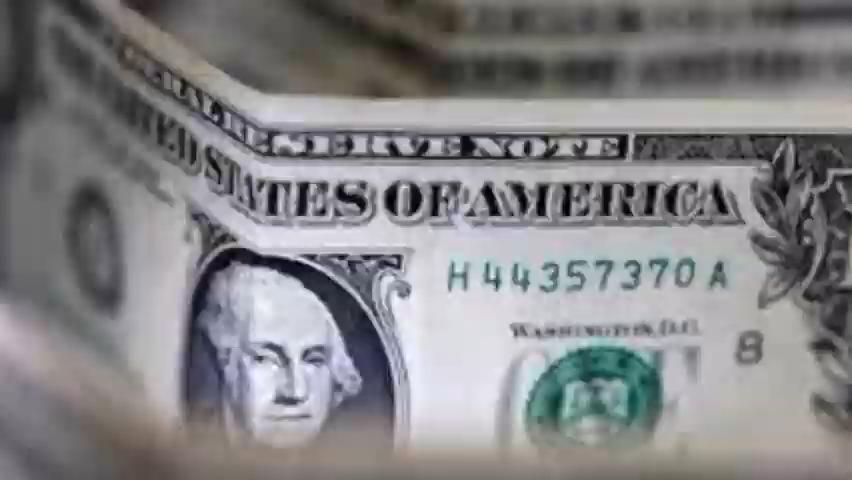 FEDERAL RESERVE NOTE
UNITED STATES OF AMERICA
H 44357370 A
WASHINGTON, D.C.
8